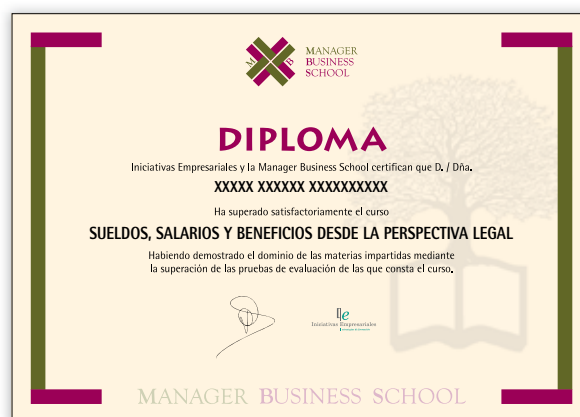 M B
MANAGER
BUSINESS
SCHOOL
DIPLOMA
Iniciativas Empresariales y la Manager Business School certifican que D. / Dña.
XXXXX XXXXXX XXXXXXXXXX
Ha superado satisfactoriamente el curso
SUELDOS, SALARIOS Y BENEFICIOS DESDE LA PERSPECTIVA LEGAL
Habiendo demostrado el dominio de las materias impartidas mediante
la superación de las pruebas de evaluación de las que consta el curso.
Iniciativas Empresariales
MANAGER BUSINESS SCHOOL